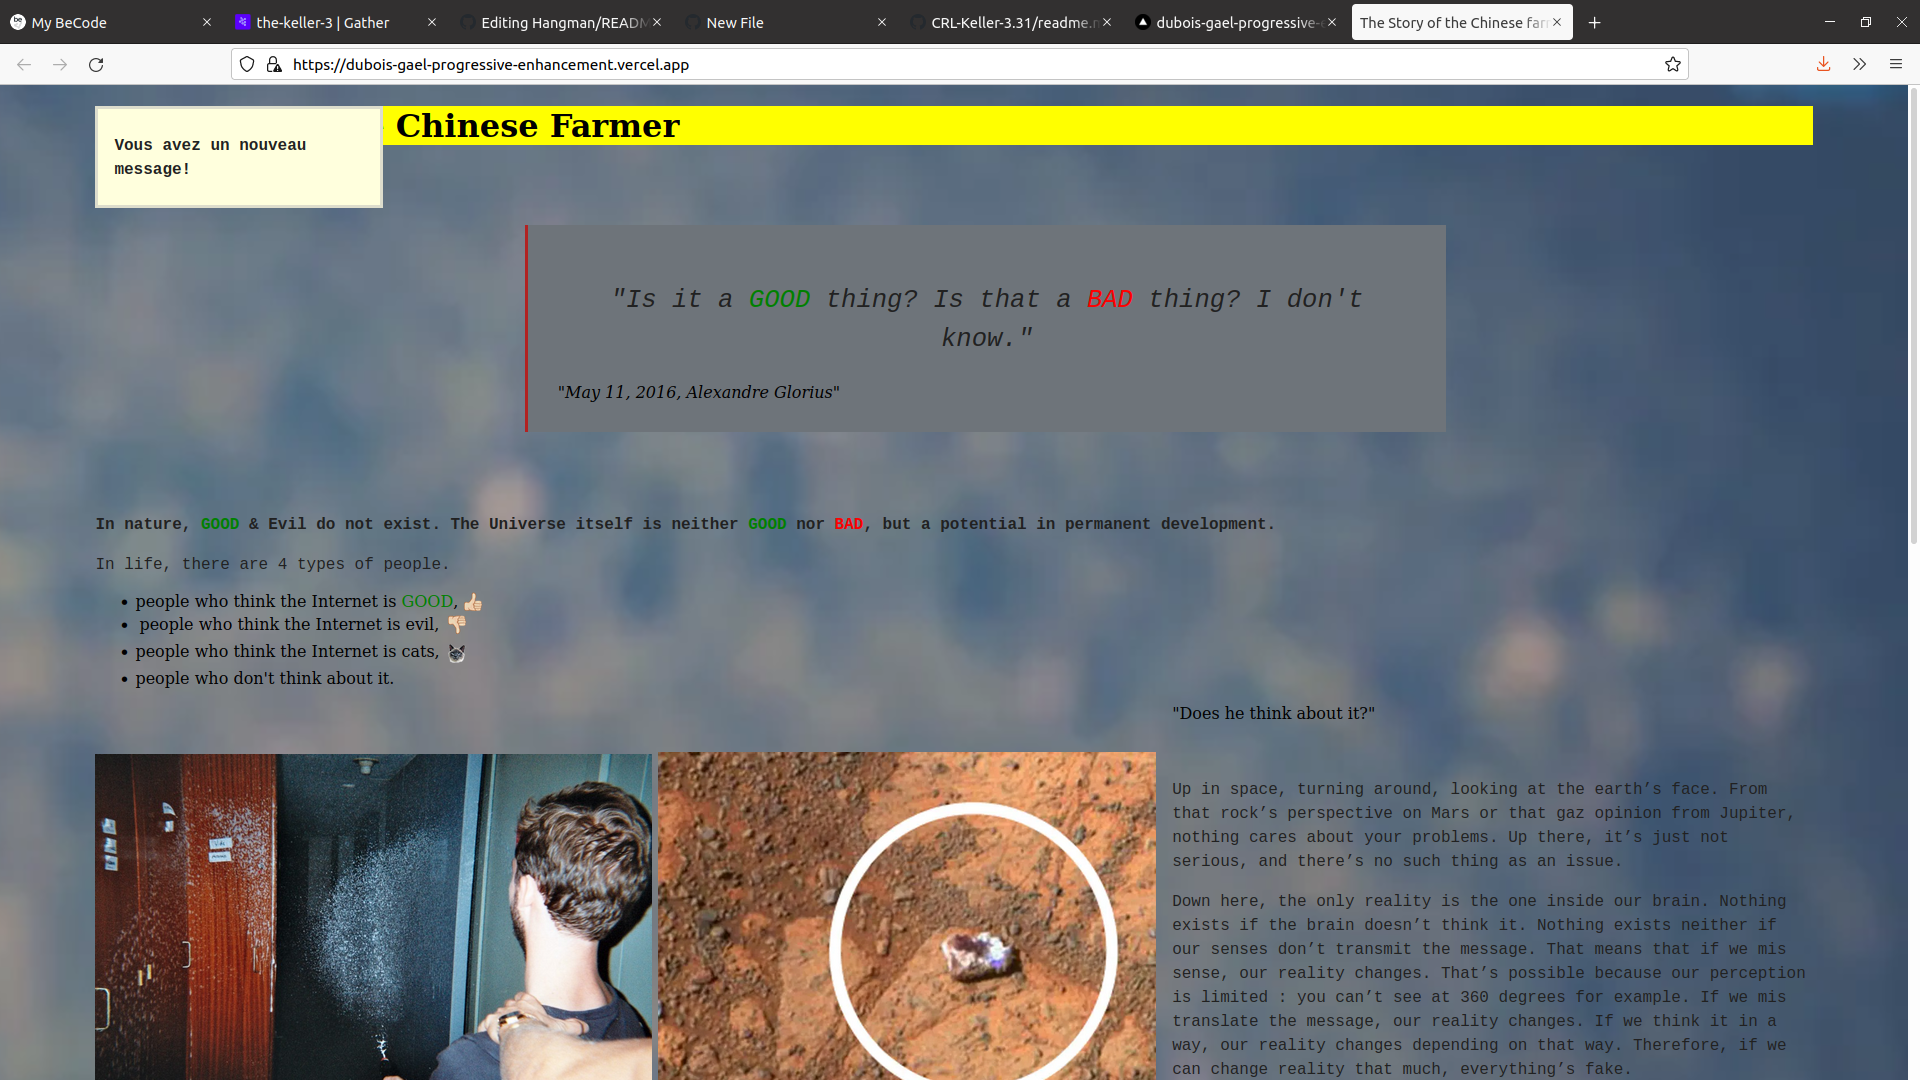 My BeCode
the-keller-3 | Gather
Editing Hangman/READM
New File
CRL-Keller-3.31/readme.m
dubois-gael-progressive-e
The Story of the Chinese far
https://dubois-gael-progressive-enhancement.vercel.app
Chinese Farmer
Vous avez un nouveau
message!
"Is it a GOOD thing? Is that a BAD thing? I don't
know."
"May 11, 2016, Alexandre Glorius"
In nature, GOOD & Evil do not exist. The Universe itself is neither GOOD nor BAD, but a potential in permanent development.
In life, there are 4 types of people.
• people who think the Internet is GOOD, 👍🏻
• people who think the Internet is evil, 👎🏻
• people who think the Internet is cats,
• people who don't think about it.
"Does he think about it?"
Up in space, turning around, looking at the earth’s face. From
that rock’s perspective on Mars or that gaz opinion from Jupiter,
nothing cares about your problems. Up there, it’s just not
serious, and there’s no such thing as an issue.
Down here, the only reality is the one inside our brain. Nothing
exists if the brain doesn’t think it. Nothing exists neither if
our senses don’t transmit the message. That means that if we mis
sense, our reality changes. That’s possible because our perception
is limited : you can’t see at 360 degrees for example. If we mis
translate the message, our reality changes. If we think it in a
way, our reality changes depending on that way. Therefore, if we
can change reality that much, everything’s fake.